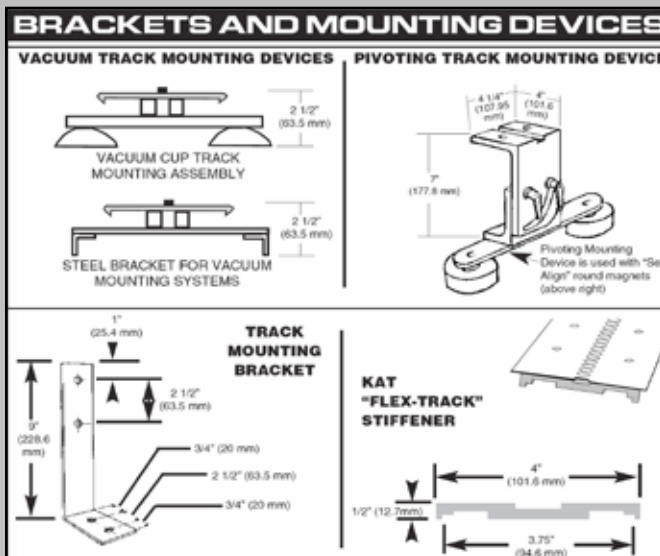 BRACKETS AND MOUNTING DEVICES
VACUUM TRACK MOUNTING DEVICES
2 1/2"
(63.5 mm)
VACUUM CUP TRACK
MOUNTING ASSEMBLY
2 1/2"
(63.5 mm)
STEEL BRACKET FOR VACUUM
MOUNTING SYSTEMS
PIVOTING TRACK MOUNTING DEVIC
4 1/4"
(107.95
mm)
4"
(101.6
mm)
7"
(177.8 mm)
Pivoting Mounting
Device is used with "Se
Align" round magnets
(above right)
TRACK
MOUNTING
BRACKET
1"
(25.4 mm)
2 1/2"
(63.5 mm)
9"
(228.6
mm)
3/4" (20 mm)
2 1/2" (63.5 mm)
3/4" (20 mm)
KAT
"FLEX-TRACK"
STIFFENER
4"
(101.6 mm)
1/2" (12.7mm)
3.75"
(94.6 mm)